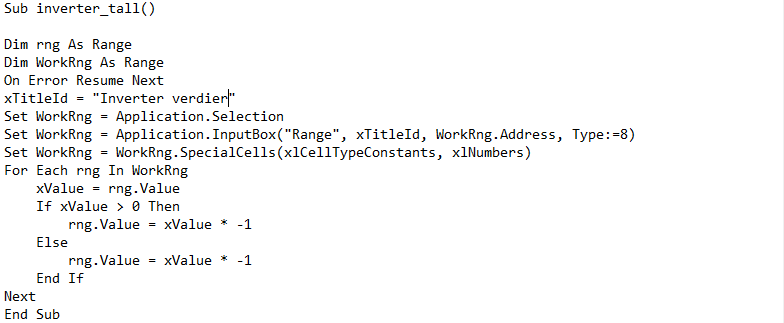 Sub inverter_tall()
Dim rng As Range
Dim WorkRng As Range
On Error Resume Next
xTitleId = "Inverter verdier"
Set WorkRng = Application.Selection
Set WorkRng = Application.InputBox("Range", xTitleId, WorkRng.Address, Type:=8)
Set WorkRng = WorkRng.SpecialCells(xlCellTypeConstants, xlNumbers)
For Each rng In WorkRng
    xValue = rng.Value
    If xValue > 0 Then
        rng.Value = xValue * -1
    Else
        rng.Value = xValue * -1
    End If
Next
End Sub